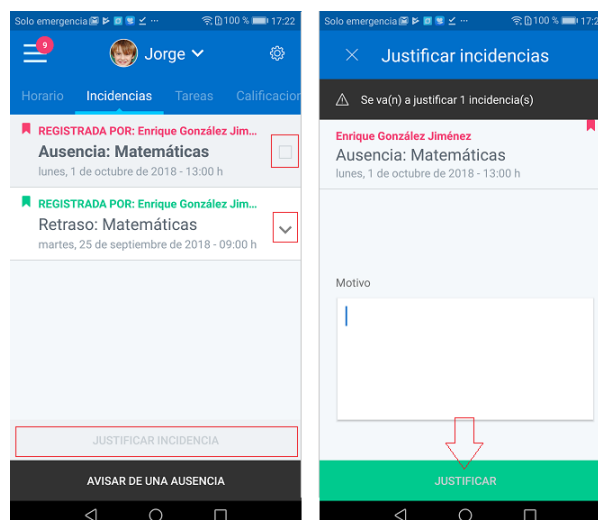 Solo emergencia ... 100 % 17:22
9
Jorge
Horario Incidencias Tareas Calificacion
REGISTRADA POR: Enrique González Jim...
Ausencia: Matemáticas
lunes, 1 de octubre de 2018 - 13:00 h
REGISTRADA POR: Enrique González Jim...
Retraso: Matemáticas
martes, 25 de septiembre de 2018 - 09:00 h
JUSTIFICAR INCIDENCIA
AVISAR DE UNA AUSENCIA
Solo emergencia ... 100 % 17:2
Justificar incidencias
Se va(n) a justificar 1 incidencia(s)
Enrique González Jiménez
Ausencia: Matemáticas
lunes, 1 de octubre de 2018 - 13:00 h
Motivo
JUSTIFICAR